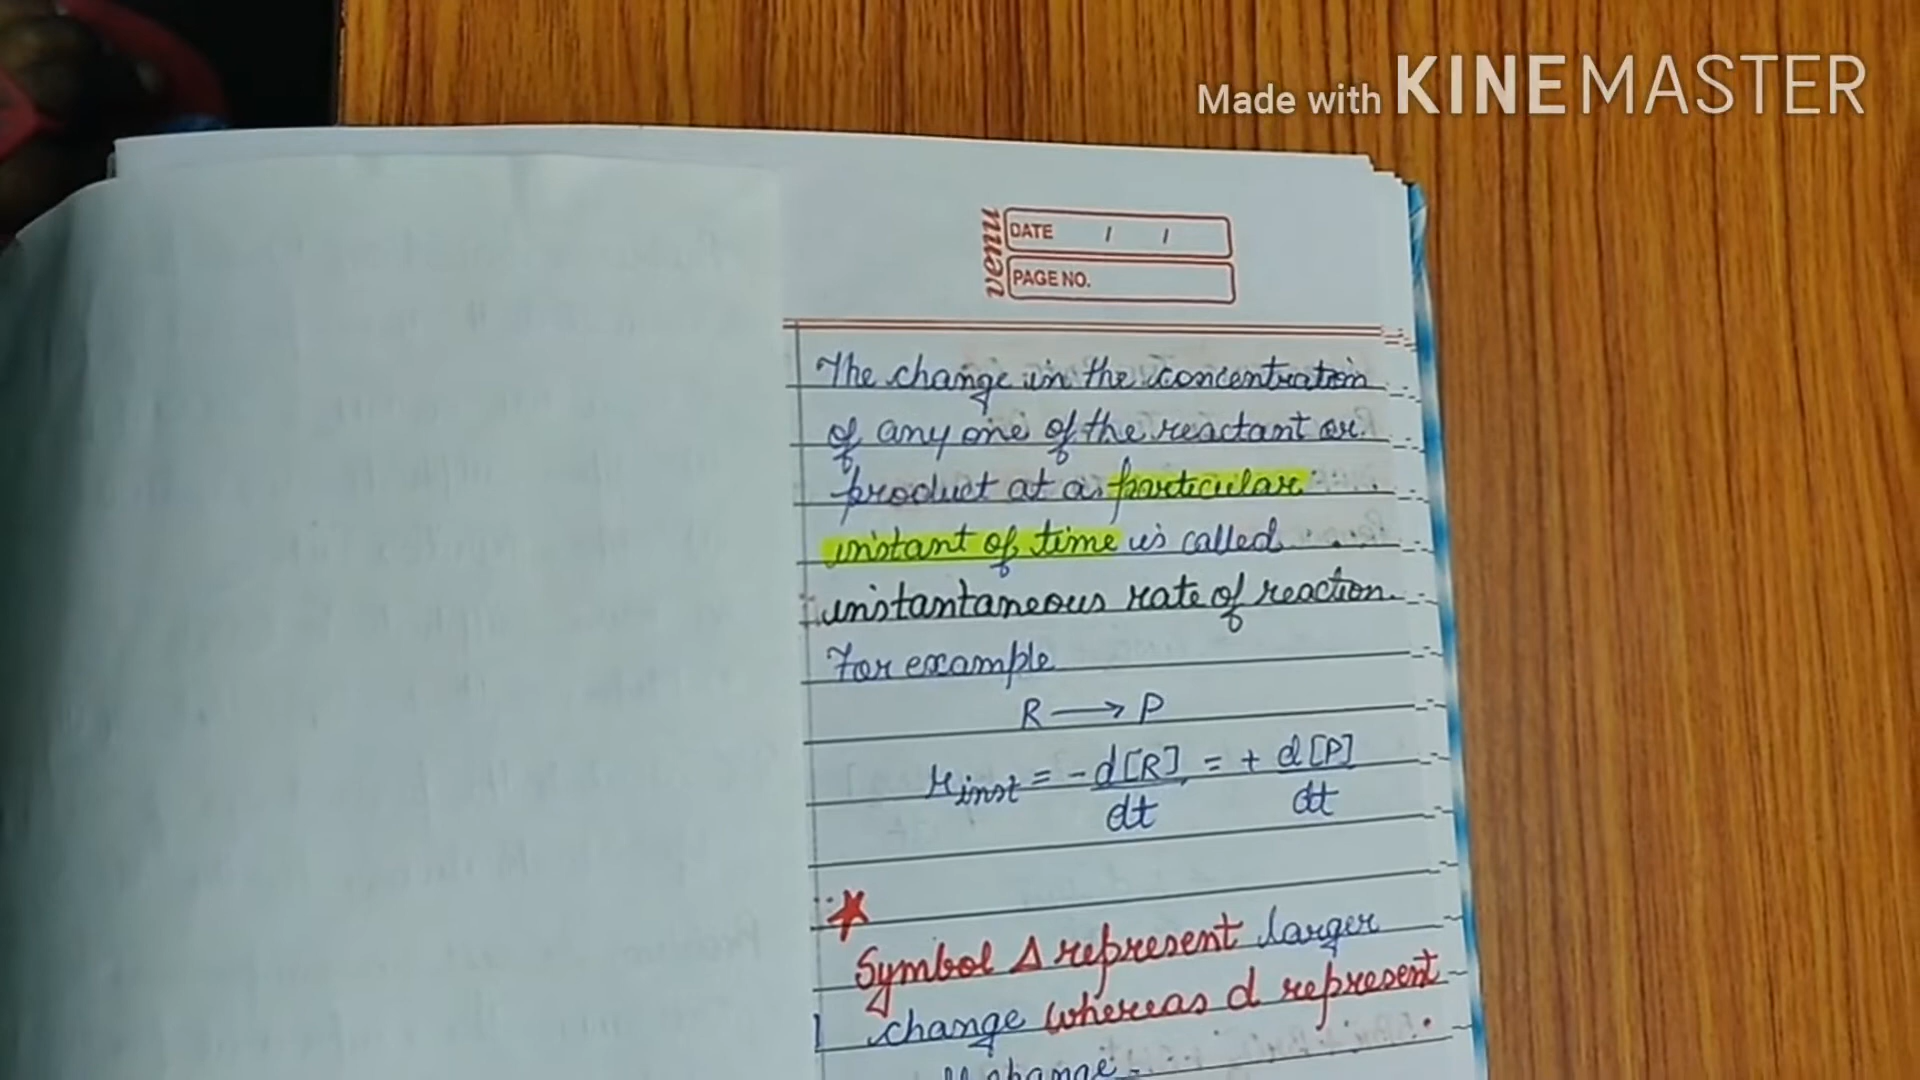 Made with KINEMASTER
venu
DATE / /
PAGE NO.
The change in the concentration
of any one of the reactant or
product at a particular
instant of time is called
instantaneous rate of reaction.
For example
R ⟶ P
r inst = - d[R]/dt = + d[P]/dt
★
Symbol Δ represent larger
change whereas d represent
change.